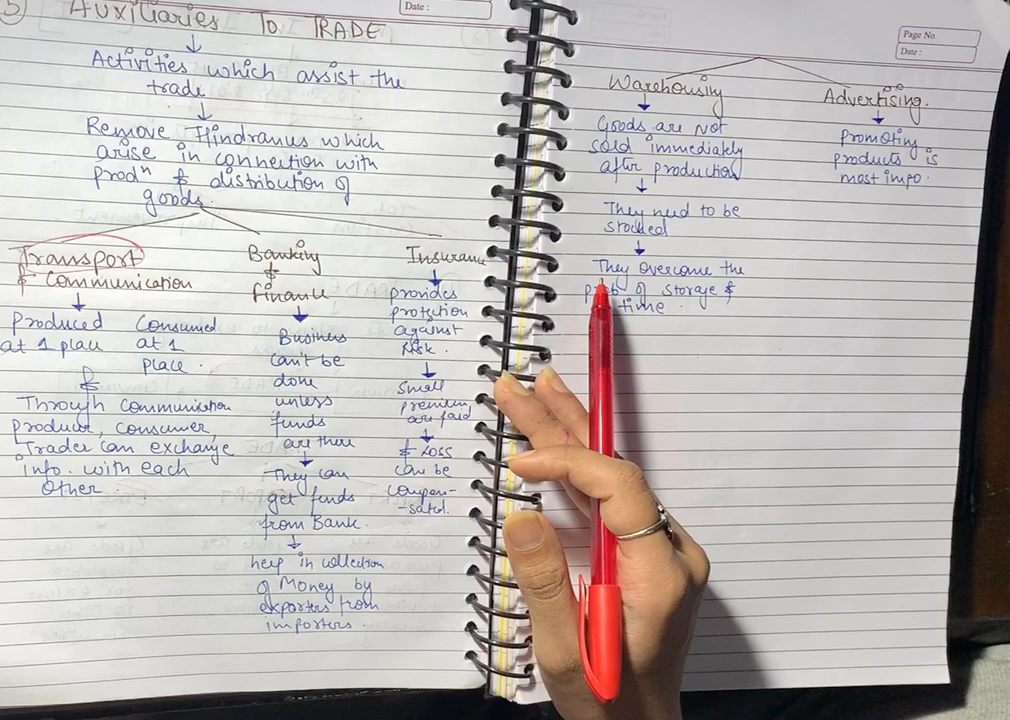 5) Auxiliaries To TRADE
Date :
↓
Activities which assist the
trade
↓
Remove Hindrances which
arise in connection with
prodn & distribution of
goods.
Transport
& Communication
↓
Produced Consumed
at 1 place at 1
place .
&
Through communication
producer, consumer,
Trader can exchange
info. with each
Other .
Banking
&
finance
↓
Business
can't be
done
unless
funds
are there
↓
They can
get funds
from Bank.
↓
help in collection
of Money by
exporters from
importers .
Insurance
↓
provides
protection
against
Risk .
↓
Small
premium
are paid
↓
& Loss
can be
compen-
-sated.
Page No.
Date :
Warehousing
↓
Goods are Not
sold immediately
after production
↓
They need to be
stocked
↓
They overcome the
of storage &
time .
Advertising.
↓
promoting
products is
most impo.